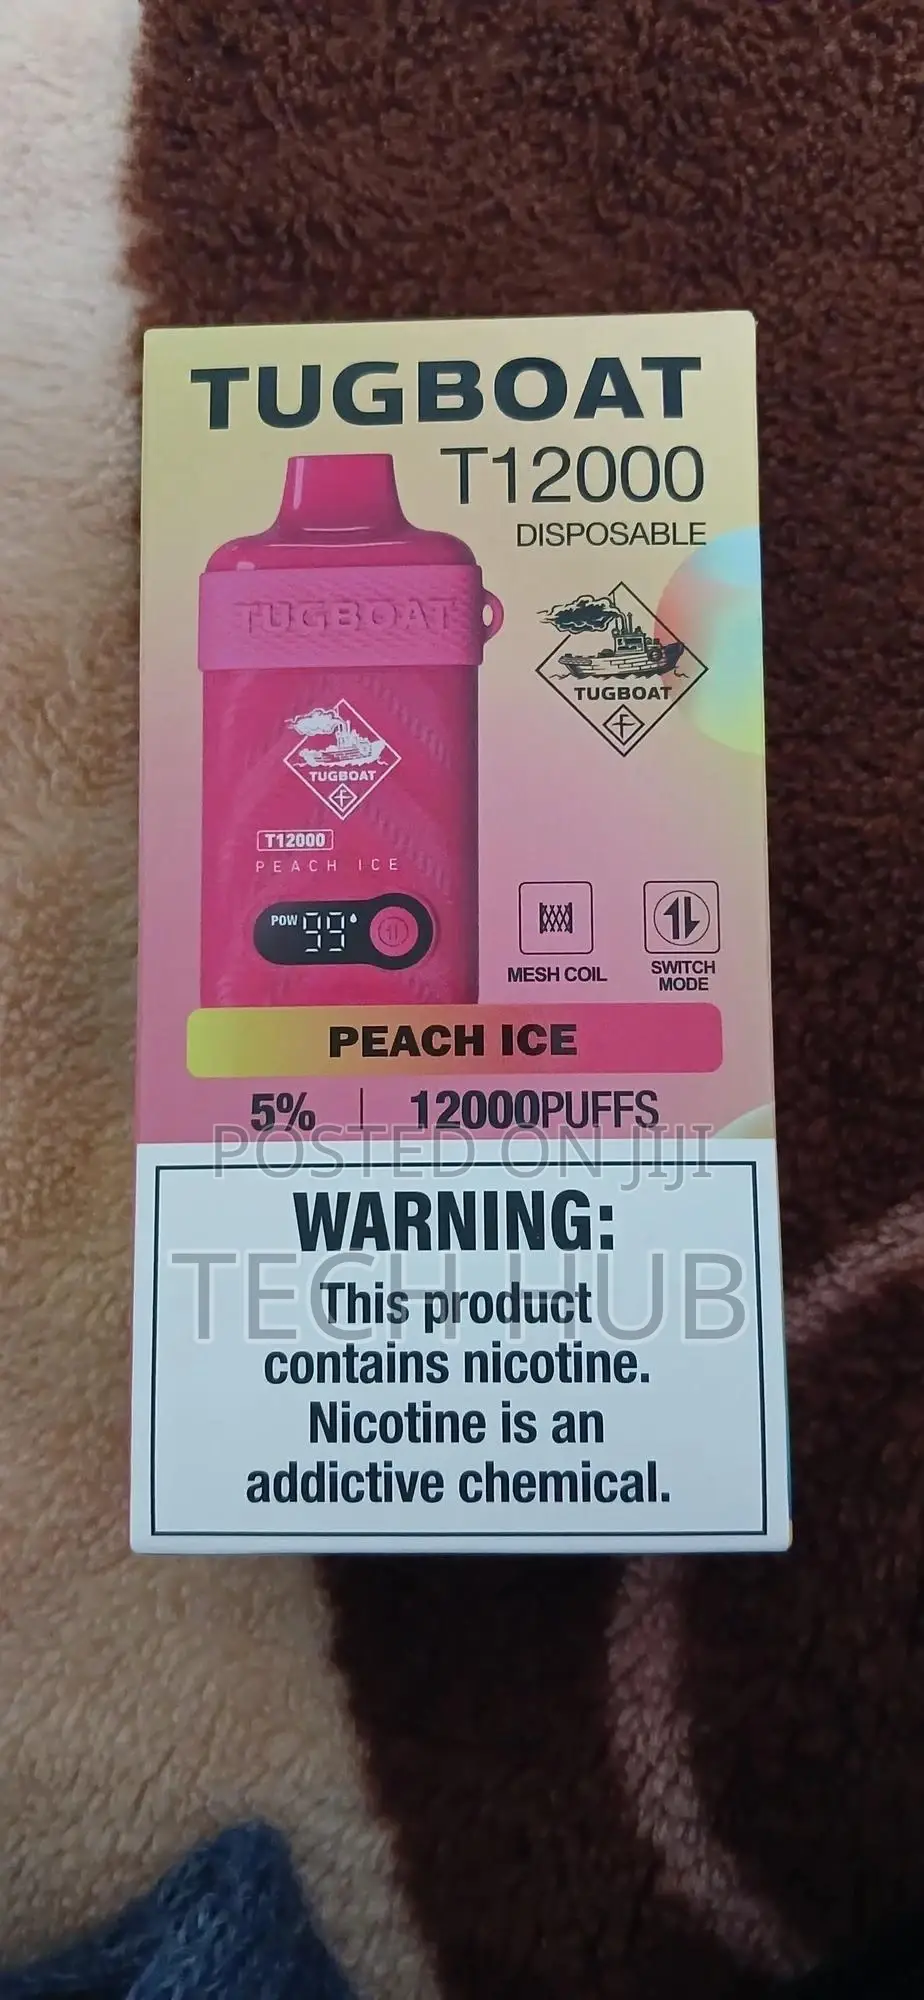 TUGBOAT
T12000
DISPOSABLE
TUGBOAT
TUGBOAT
TUGBOAT
T12000
PEACH ICE
POW 99
MESH COIL
SWITCH
MODE
PEACH ICE
5% | 12000PUFFS
POSTED ON JIJI
WARNING:
TECH HUB
This product
contains nicotine.
Nicotine is an
addictive chemical.